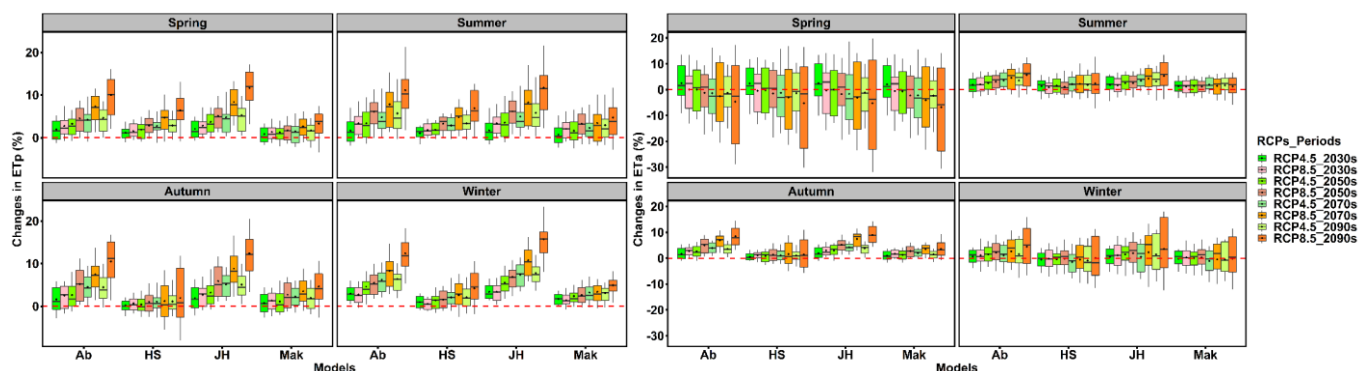 Spring
Summer
Autumn
Winter
Changes in ETp (%)
20
10
0
20
10
0
Ab
HS
JH
Mak
Ab
HS
JH
Mak
Models
Spring
Summer
Autumn
Winter
Changes in ETa (%)
20
10
0
-10
-20
-30
20
10
0
-10
-20
-30
Ab
HS
JH
Mak
Ab
HS
JH
Mak
Models
RCPs_Periods
RCP4.5_2030s
RCP8.5_2030s
RCP4.5_2050s
RCP8.5_2050s
RCP4.5_2070s
RCP8.5_2070s
RCP4.5_2090s
RCP8.5_2090s